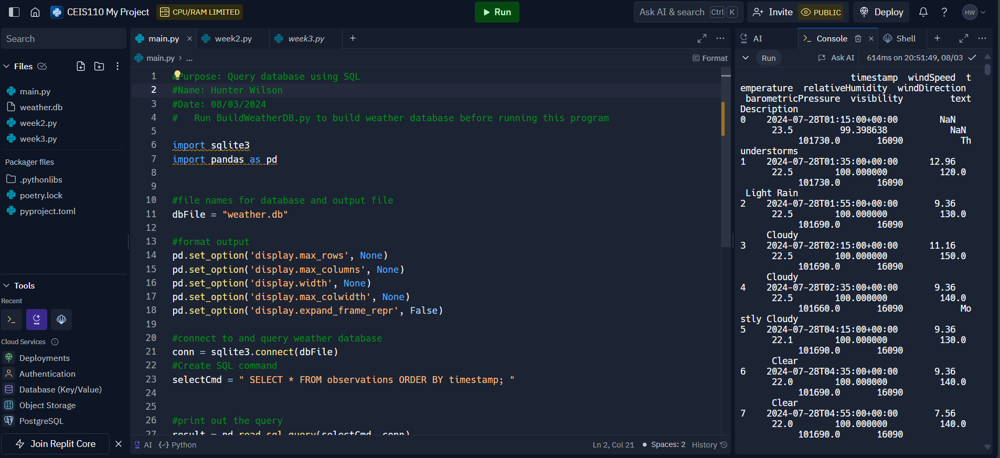 CEIS110 My Project
CPU/RAM LIMITED
Run
Ask AI & search Ctrl K
Invite
PUBLIC
Deploy
HW
Search
Files
main.py
weather.db
week2.py
week3.py
Packager files
.pythonlibs
poetry.lock
pyproject.toml
Tools
Recent
Cloud Services
Deployments
Authentication
Database (Key/Value)
Object Storage
PostgreSQL
Join Replit Core
main.py
week2.py
week3.py
main.py > ...
Format
1 #Purpose: Query database using SQL
2 #Name: Hunter Wilson
3 #Date: 08/03/2024
4 #   Run BuildWeatherDB.py to build weather database before running this program
5
6 import sqlite3
7 import pandas as pd
8
9
10 #file names for database and output file
11 dbFile = "weather.db"
12
13 #format output
14 pd.set_option('display.max_rows', None)
15 pd.set_option('display.max_columns', None)
16 pd.set_option('display.width', None)
17 pd.set_option('display.max_colwidth', None)
18 pd.set_option('display.expand_frame_repr', False)
19
20 #connect to and query weather database
21 conn = sqlite3.connect(dbFile)
22 #Create SQL command
23 selectCmd = " SELECT * FROM observations ORDER BY timestamp; "
24
25
26 #print out the query
27 result = pd.read_sql_query(selectCmd, conn)
AI
Python
Ln 2, Col 21
Spaces: 2
History
AI
Console
Shell
Run
Ask AI
614ms on 20:51:49, 08/03
timestamp windSpeed t
emperature relativeHumidity windDirection
barometricPressure visibility text
Description
0 2024-07-28T01:15:00+00:00 NaN
23.5 99.398638 NaN
101730.0 16090 Th
understorms
1 2024-07-28T01:35:00+00:00 12.96
22.5 100.000000 120.0
101730.0 16090
Light Rain
2 2024-07-28T01:55:00+00:00 9.36
22.5 100.000000 130.0
101690.0 16090
Cloudy
3 2024-07-28T02:15:00+00:00 11.16
22.5 100.000000 150.0
101690.0 16090
Cloudy
4 2024-07-28T02:35:00+00:00 9.36
22.5 100.000000 140.0
101660.0 16090 Mo
stly Cloudy
5 2024-07-28T04:15:00+00:00 9.36
22.1 100.000000 130.0
101690.0 16090
Clear
6 2024-07-28T04:35:00+00:00 9.36
22.0 100.000000 140.0
101690.0 16090
Clear
7 2024-07-28T04:55:00+00:00 7.56
22.0 100.000000 140.0
101690.0 16090